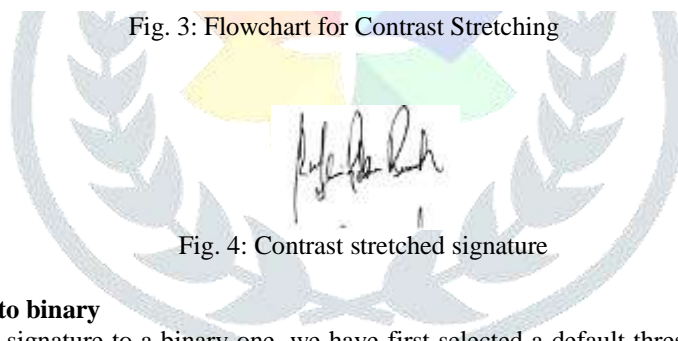 Fig. 3: Flowchart for Contrast Stretching
Fig. 4: Contrast stretched signature
to binary
signature to a binary one, we have first selected a default